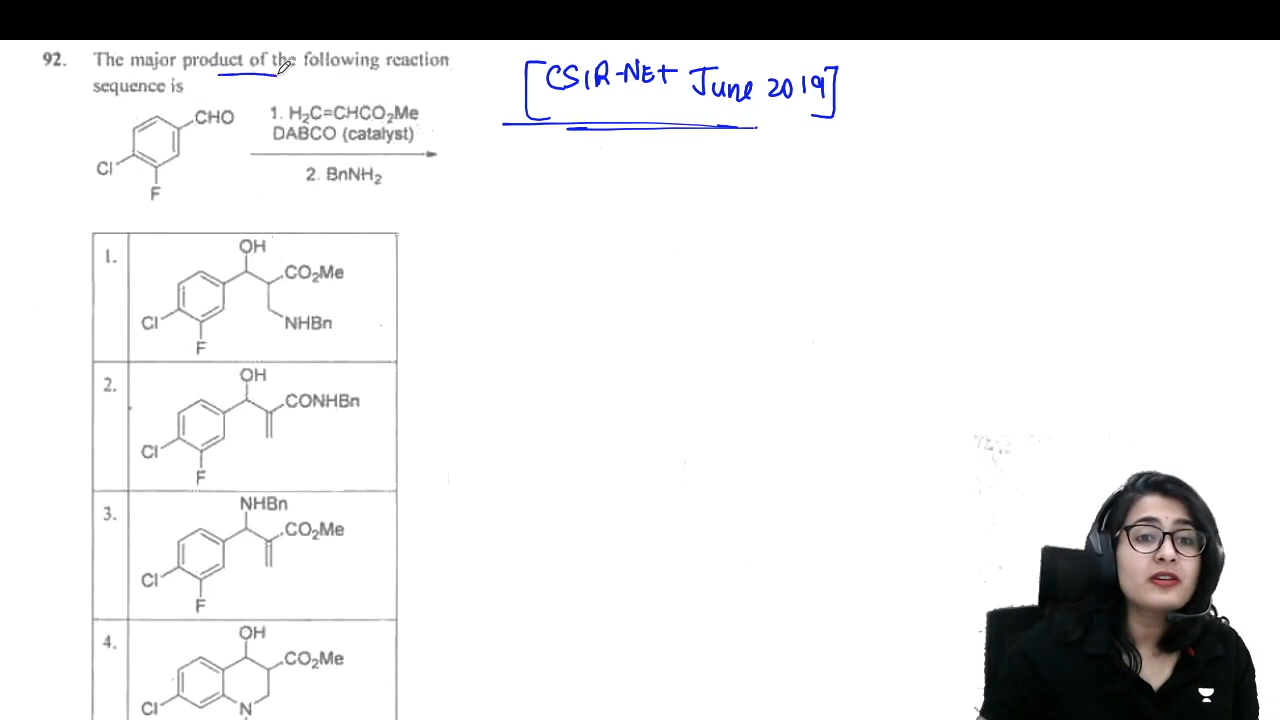 92. The major product of the following reaction
sequence is
[CSIR-NET June 2019]
CHO
Cl
F
1. H₂C=CHCO₂Me
DABCO (catalyst)
2. BnNH₂
1.
OH
CO₂Me
NHBn
Cl
F
2.
OH
CONHBn
Cl
F
3.
NHBn
CO₂Me
Cl
F
4.
OH
CO₂Me
Cl
N